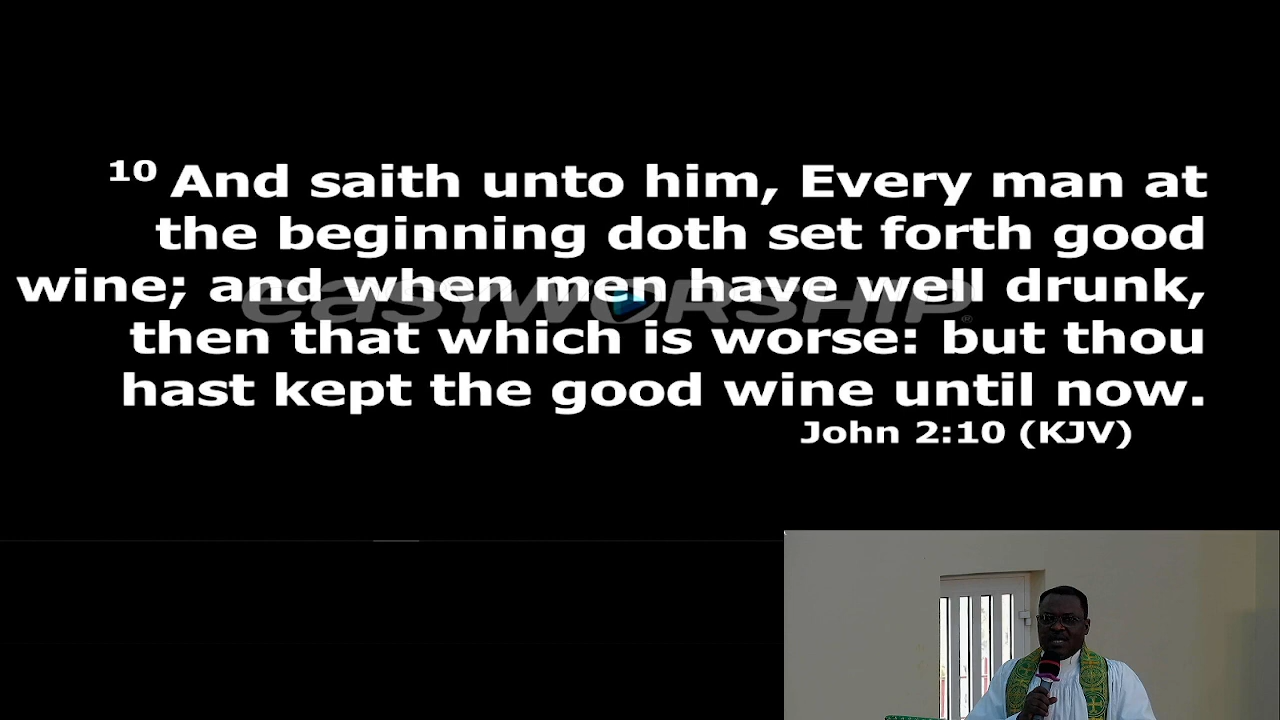 10 And saith unto him, Every man at
the beginning doth set forth good
wine; and when men have well drunk,
then that which is worse: but thou
hast kept the good wine until now.
John 2:10 (KJV)
easyWORSHIP®